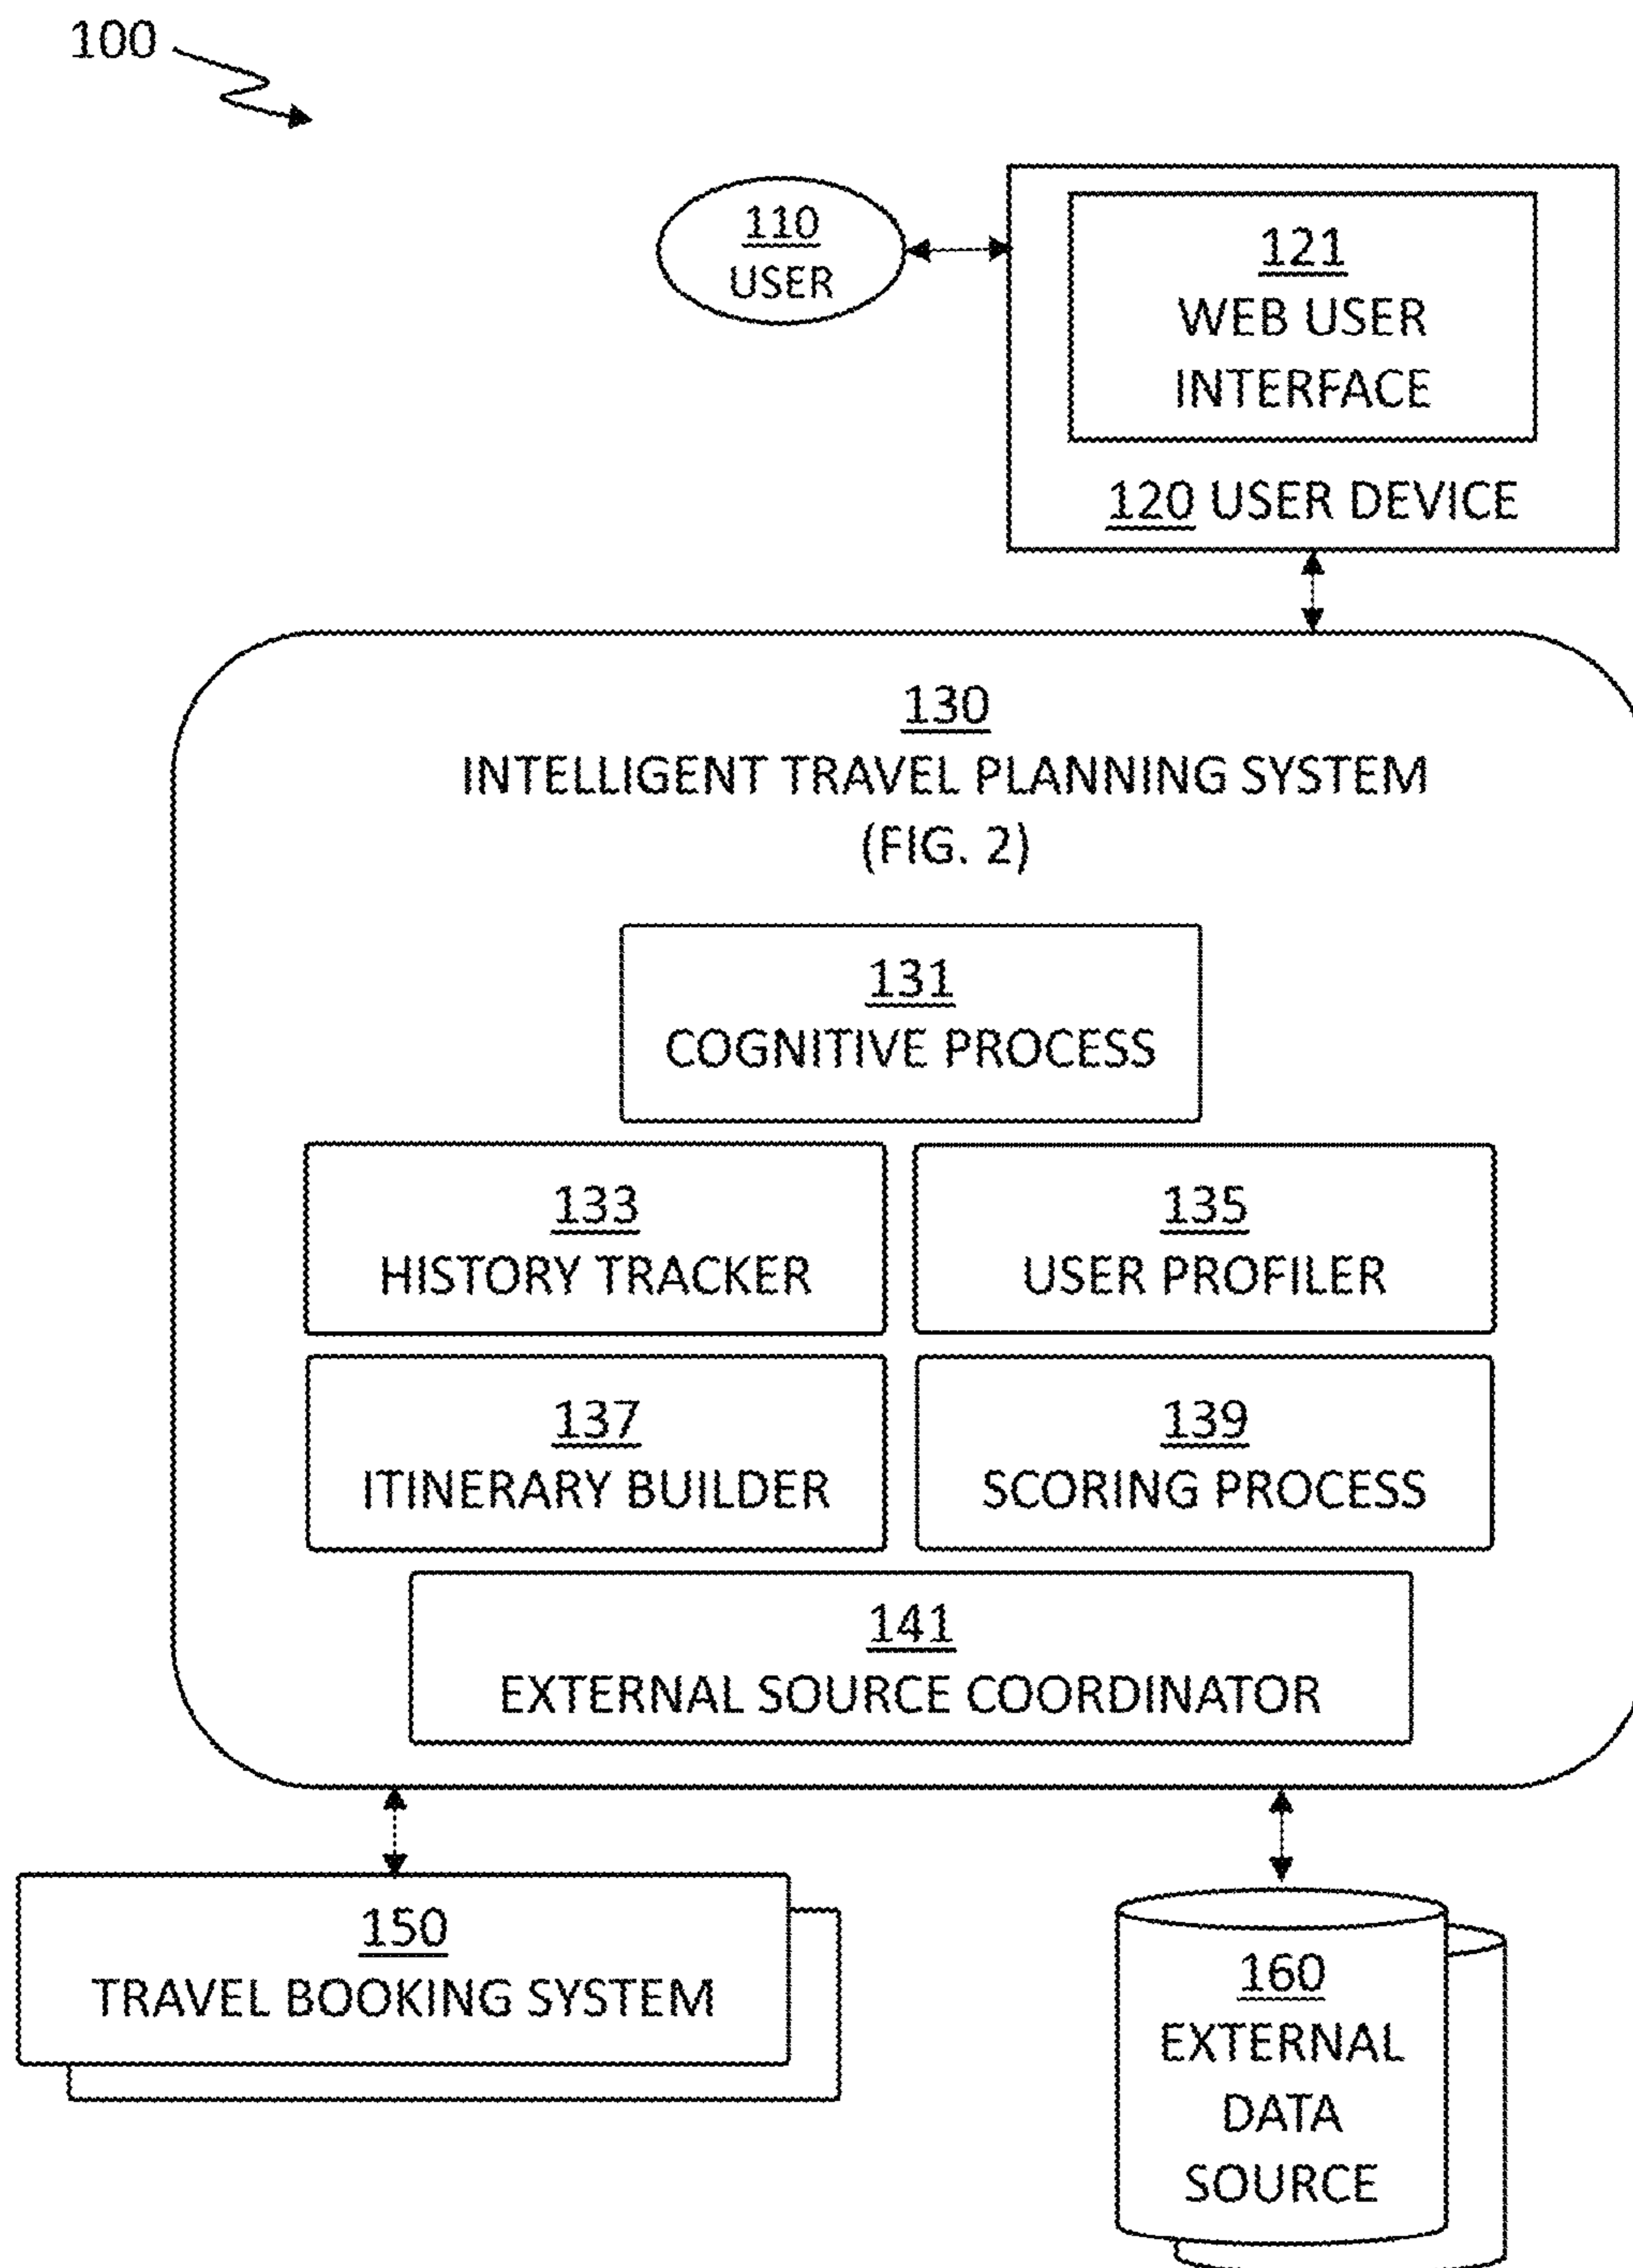 100
110
USER
121
WEB USER
INTERFACE
120 USER DEVICE
130
INTELLIGENT TRAVEL PLANNING SYSTEM
(FIG. 2)
131
COGNITIVE PROCESS
133
HISTORY TRACKER
135
USER PROFILER
137
ITINERARY BUILDER
139
SCORING PROCESS
141
EXTERNAL SOURCE COORDINATOR
150
TRAVEL BOOKING SYSTEM
160
EXTERNAL
DATA
SOURCE